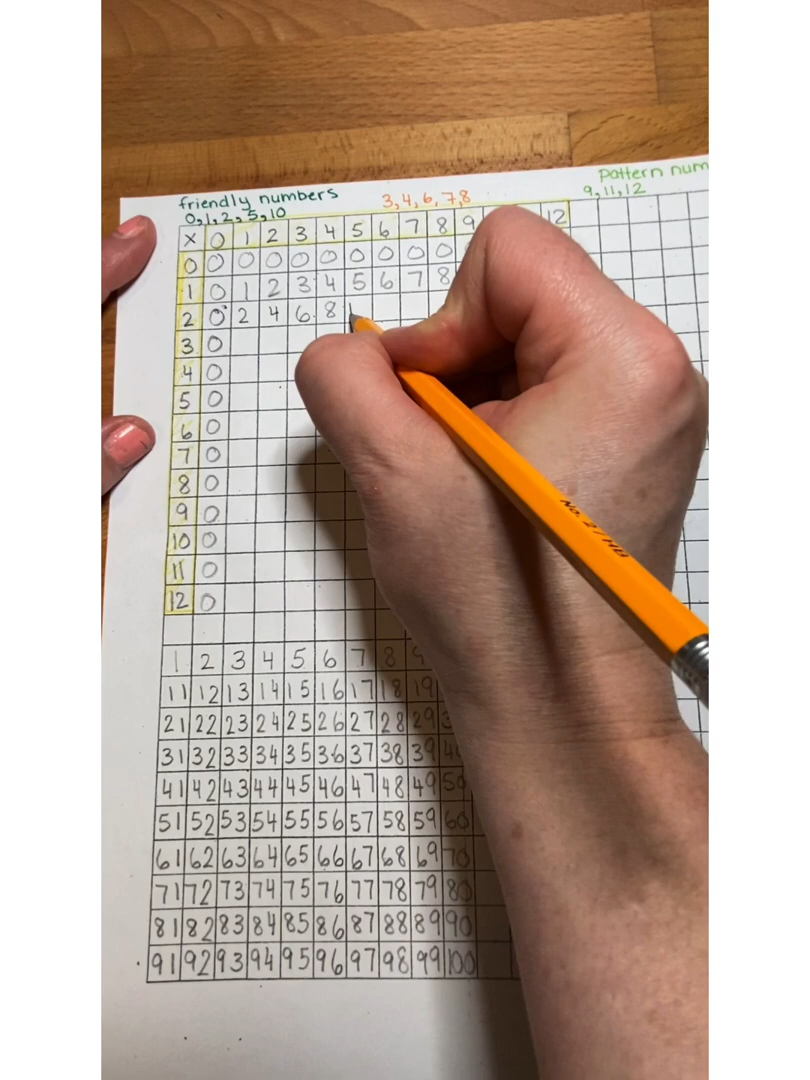 Pattern num
friendly numbers 3,4,6,7,8 9,11,12
0,1,2,5,10
X 0 1 2 3 4 5 6 7 8 9 12
0 0 0 0 0 0 0 0 0 0
1 0 1 2 3 4 5 6 7 8
2 0 2 4 6 8 1
3 0
4 0
5 0
6 0
7 0
8 0
9 0
10 0
11 0
12 0
1 2 3 4 5 6 7 8 9
11 12 13 14 15 16 17 18 19
21 22 23 24 25 26 27 28 29 3
31 32 33 34 35 36 37 38 39 40
41 42 43 44 45 46 47 48 49 50
51 52 53 54 55 56 57 58 59 60
61 62 63 64 65 66 67 68 69 70
71 72 73 74 75 76 77 78 79 80
81 82 83 84 85 86 87 88 89 90
91 92 93 94 95 96 97 98 99 100
No. 2 / HB